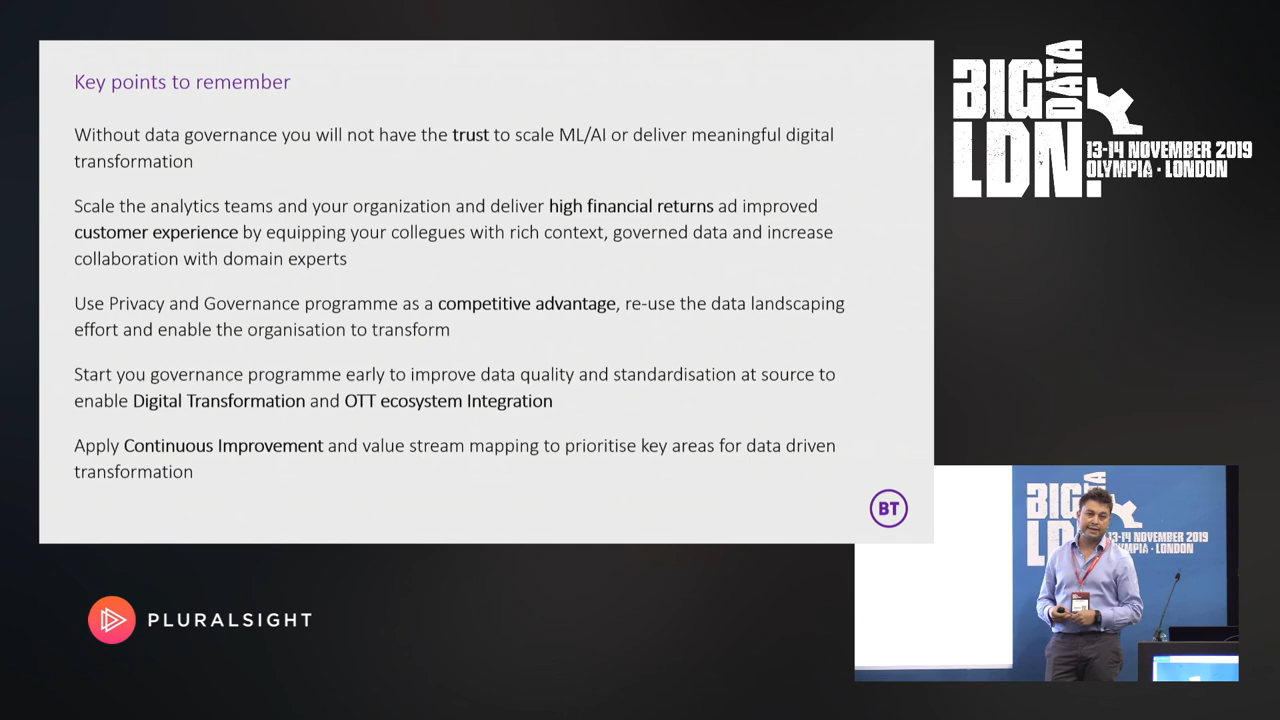 Key points to remember
Without data governance you will not have the trust to scale ML/AI or deliver meaningful digital
transformation
Scale the analytics teams and your organization and deliver high financial returns ad improved
customer experience by equipping your collegues with rich context, governed data and increase
collaboration with domain experts
Use Privacy and Governance programme as a competitive advantage, re-use the data landscaping
effort and enable the organisation to transform
Start you governance programme early to improve data quality and standardisation at source to
enable Digital Transformation and OTT ecosystem Integration
Apply Continuous Improvement and value stream mapping to prioritise key areas for data driven
transformation
BT
BIG
DATA
LDN.
13-14 NOVEMBER 2019
OLYMPIA · LONDON
PLURALSIGHT
BIG
13-14 NOVEMBER 2019
LONDON